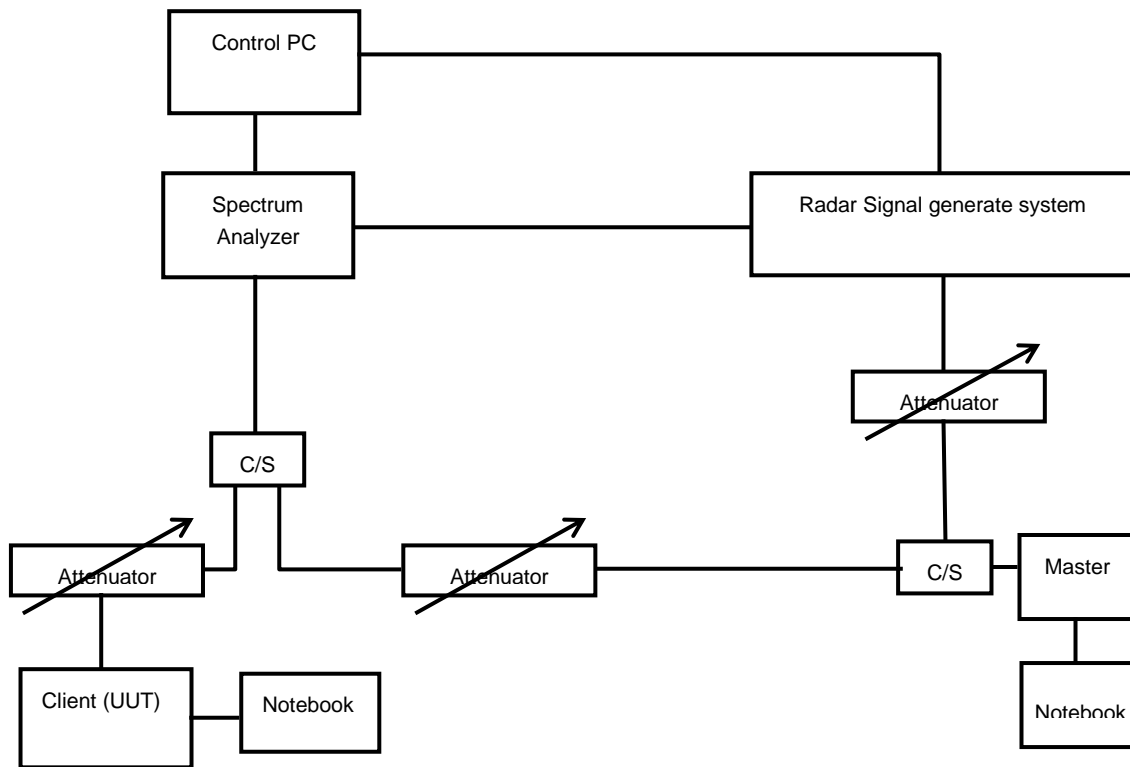 Control PC
Spectrum
Analyzer
Radar Signal generate system
Attenuator
C/S
Attenuator
Attenuator
C/S
Master
Client (UUT)
Notebook
Notebook